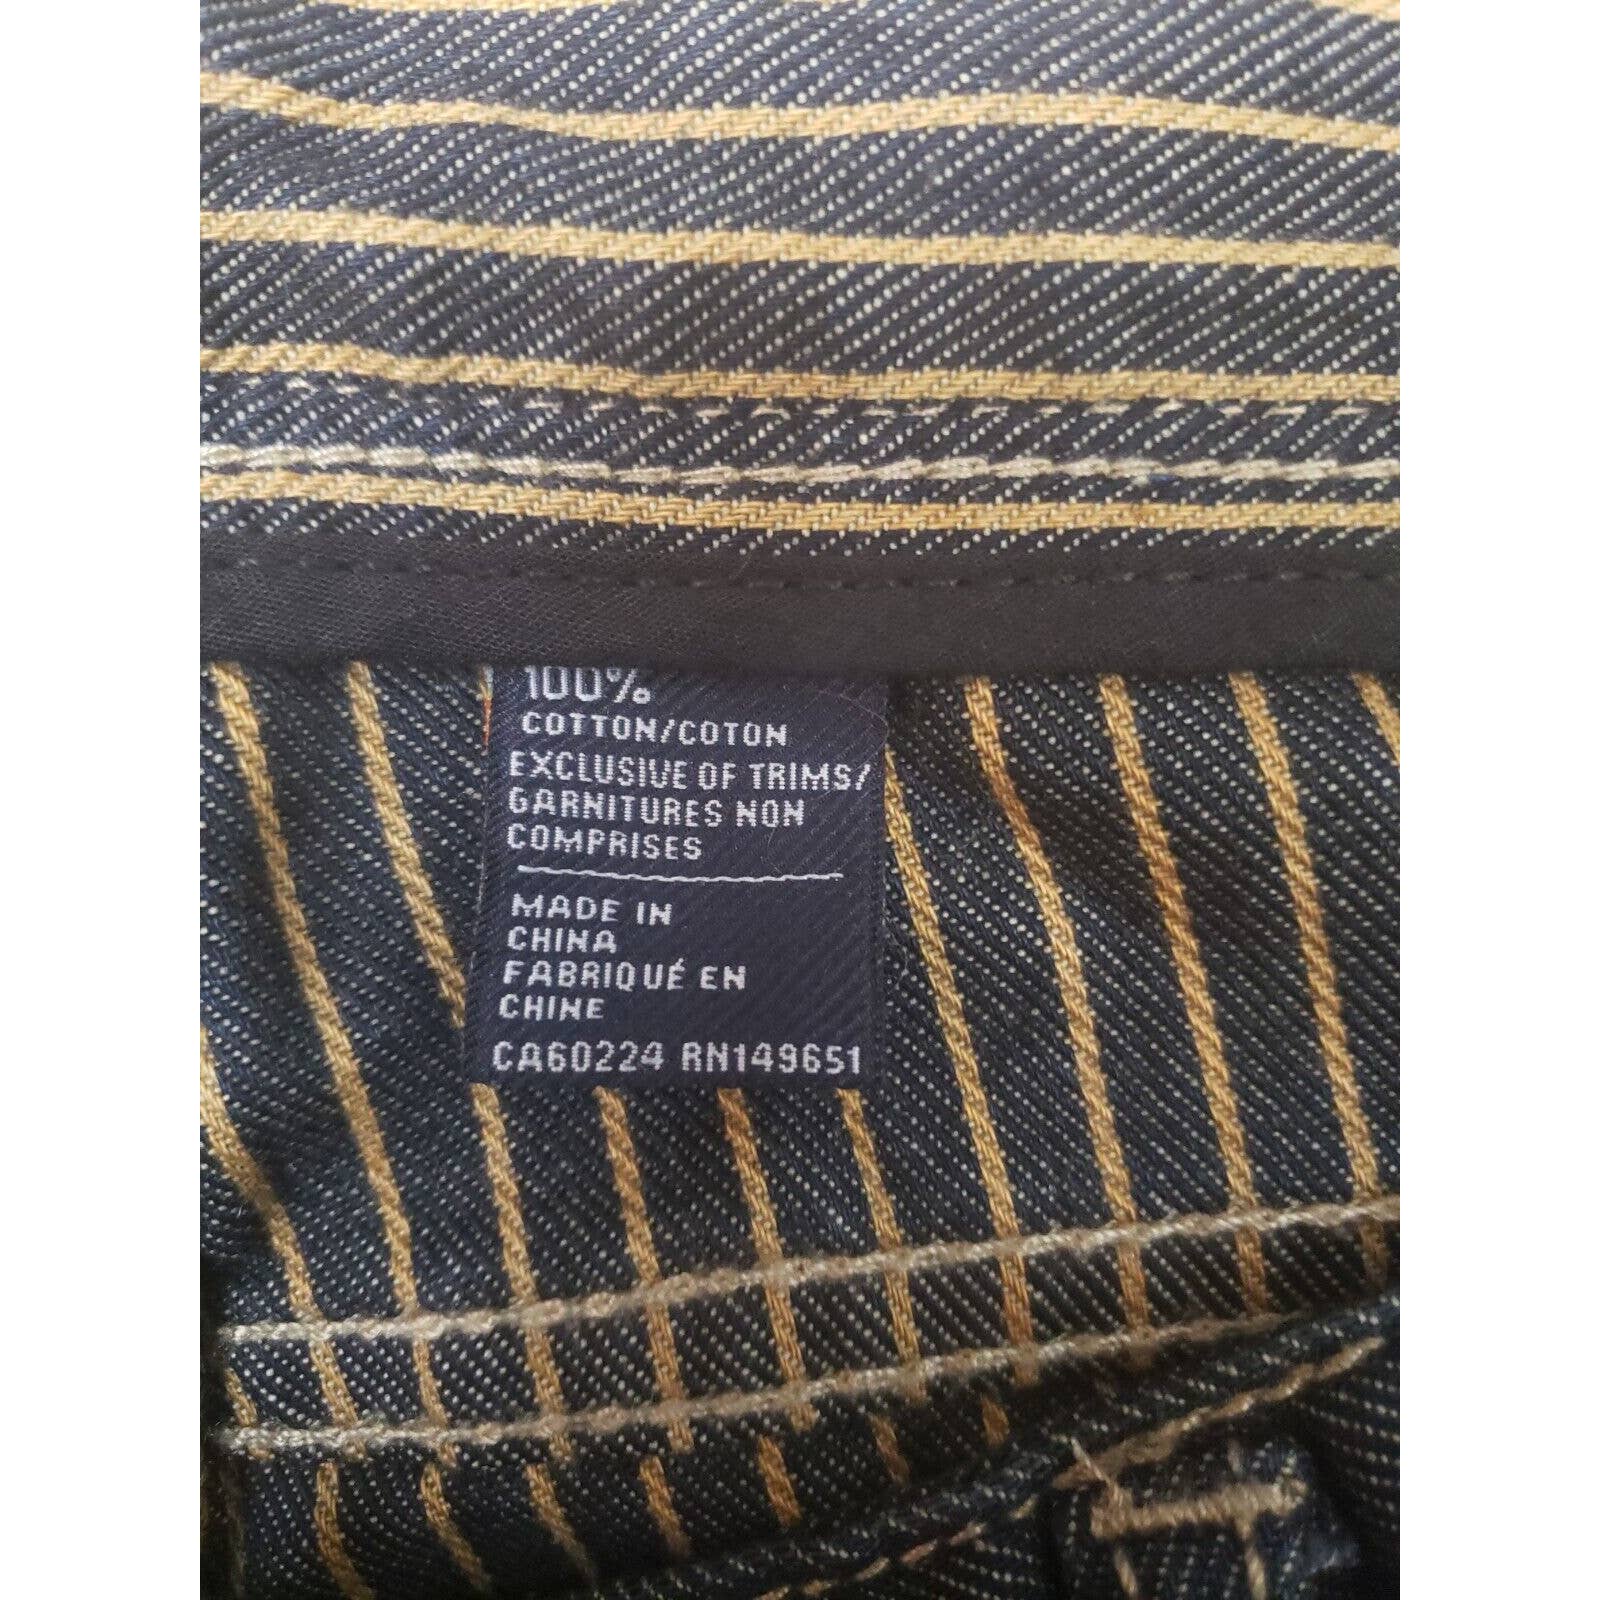 100%
COTTON/COTON
EXCLUSIVE OF TRIMS/
GARNITURES NON
COMPRISES
MADE IN
CHINA
FABRIQUÉ EN
CHINE
CA60224 RN149651